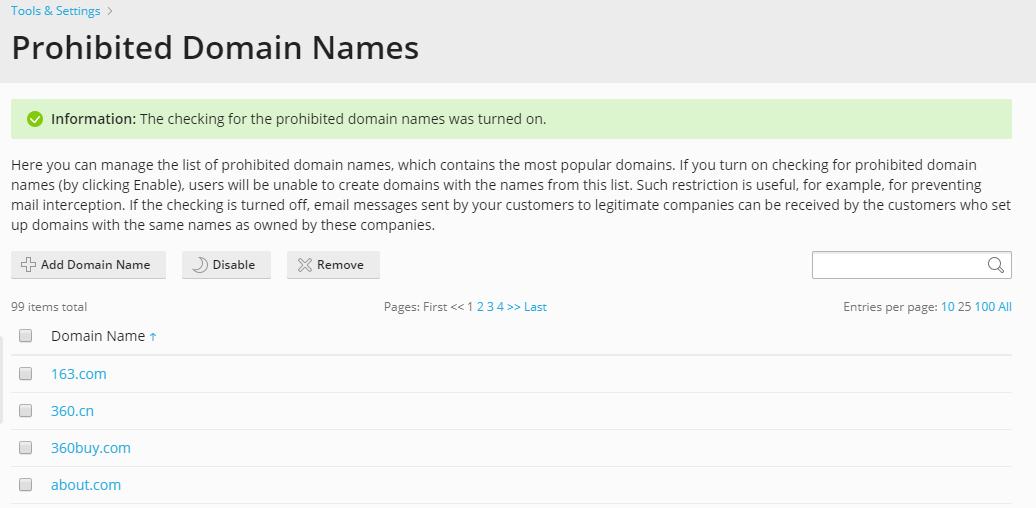 Tools & Settings >
Prohibited Domain Names
Information: The checking for the prohibited domain names was turned on.
Here you can manage the list of prohibited domain names, which contains the most popular domains. If you turn on checking for prohibited domain
names (by clicking Enable), users will be unable to create domains with the names from this list. Such restriction is useful, for example, for preventing
mail interception. If the checking is turned off, email messages sent by your customers to legitimate companies can be received by the customers who set
up domains with the same names as owned by these companies.
Add Domain Name Disable Remove
99 items total Pages: First << 1 2 3 4 >> Last Entries per page: 10 25 100 All
Domain Name ↑
163.com
360.cn
360buy.com
about.com